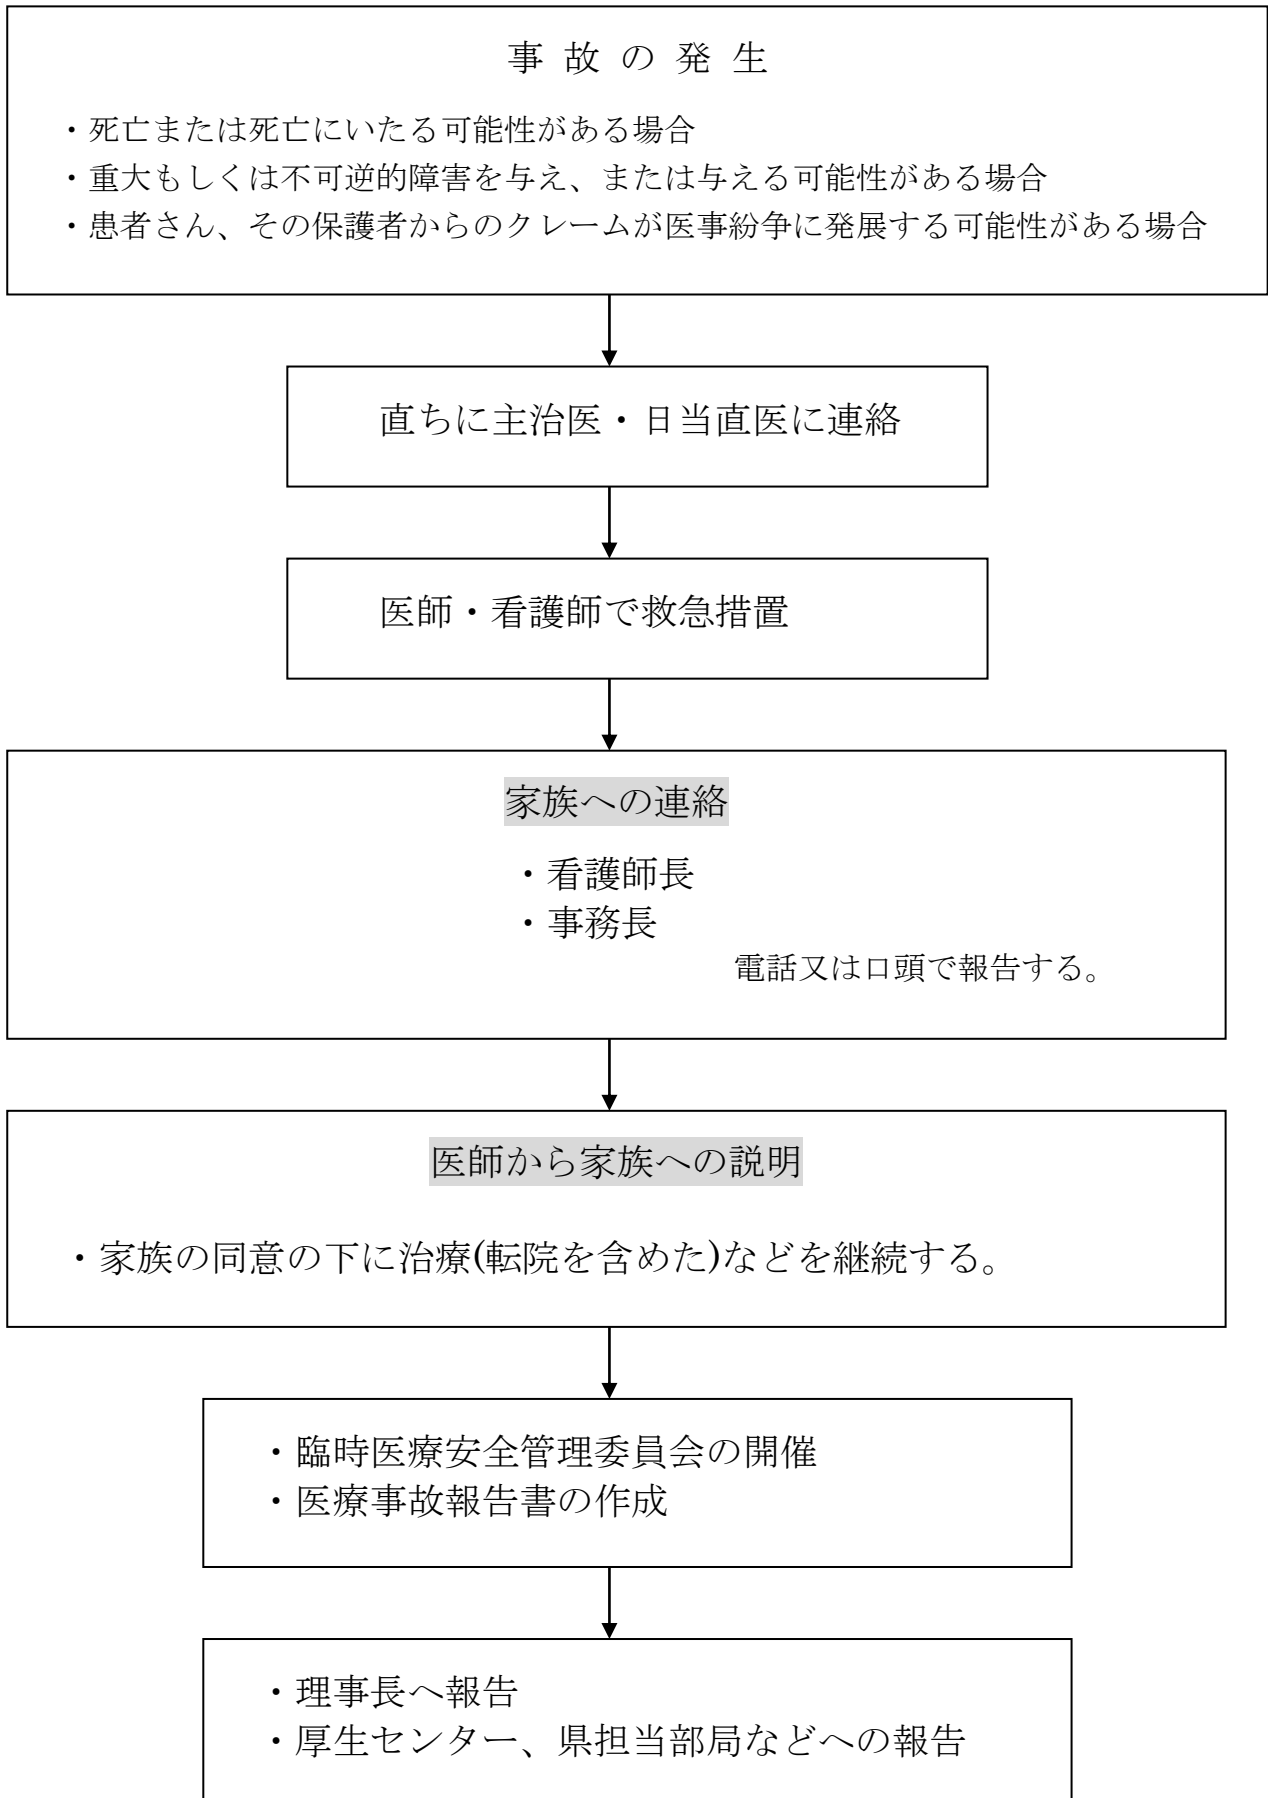 事 故 の 発 生
・死亡または死亡にいたる可能性がある場合
・重大もしくは不可逆的障害を与え、または与える可能性がある場合
・患者さん、その保護者からのクレームが医事紛争に発展する可能性がある場合
直ちに主治医・日当直医に連絡
医師・看護師で救急措置
家族への連絡
・看護師長
・事務長
電話又は口頭で報告する。
医師から家族への説明
・家族の同意の下に治療(転院を含めた)などを継続する。
・臨時医療安全管理委員会の開催
・医療事故報告書の作成
・理事長へ報告
・厚生センター、県担当部局などへの報告